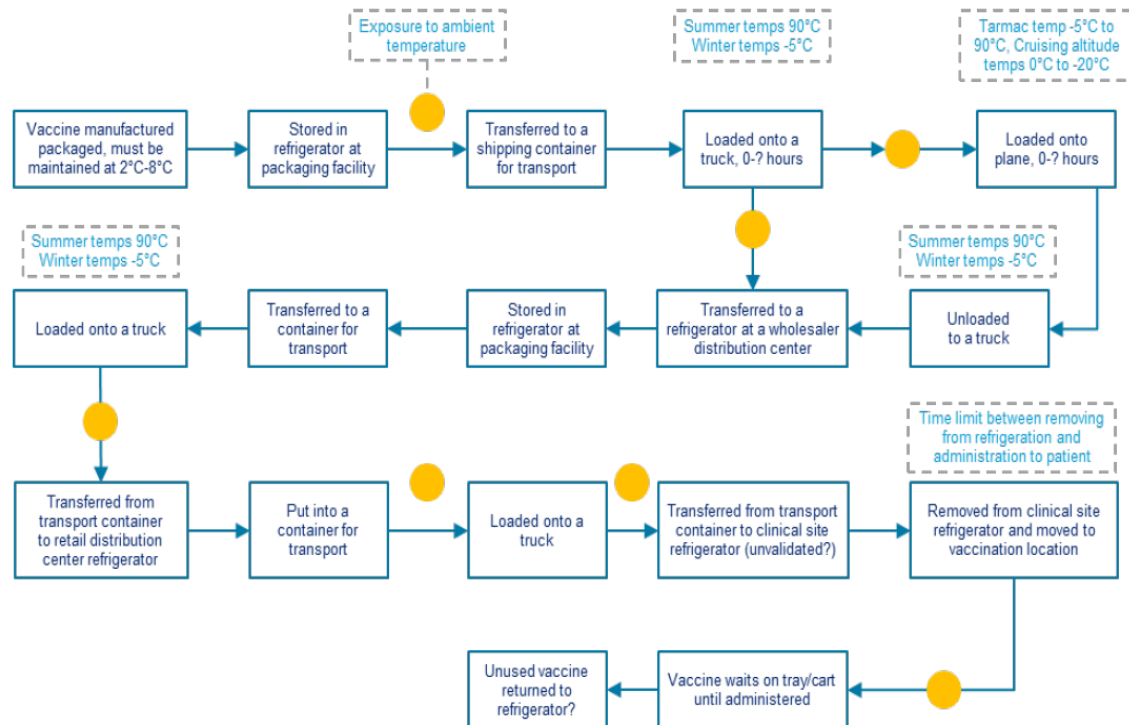 Exposure to ambient
temperature
Summer temps 90°C
Winter temps -5°C
Tarmac temp -5°C to
90°C, Cruising altitude
temps 0°C to -20°C
Vaccine manufactured
packaged, must be
maintained at 2°C-8°C
Stored in
refrigerator at
packaging facility
Transferred to a
shipping container
for transport
Loaded onto a
truck, 0-? hours
Loaded onto
plane, 0-? hours
Summer temps 90°C
Winter temps -5°C
Summer temps 90°C
Winter temps -5°C
Loaded onto a truck
Transferred to a
container for
transport
Stored in
refrigerator at
packaging facility
Transferred to a
refrigerator at a wholesaler
distribution center
Unloaded
to a truck
Time limit between removing
from refrigeration and
administration to patient
Transferred from
transport container
to retail distribution
center refrigerator
Put into a
container for
transport
Loaded onto a
truck
Transferred from transport
container to clinical site
refrigerator (unvalidated?)
Removed from clinical site
refrigerator and moved to
vaccination location
Unused vaccine
returned to
refrigerator?
Vaccine waits on tray/cart
until administered